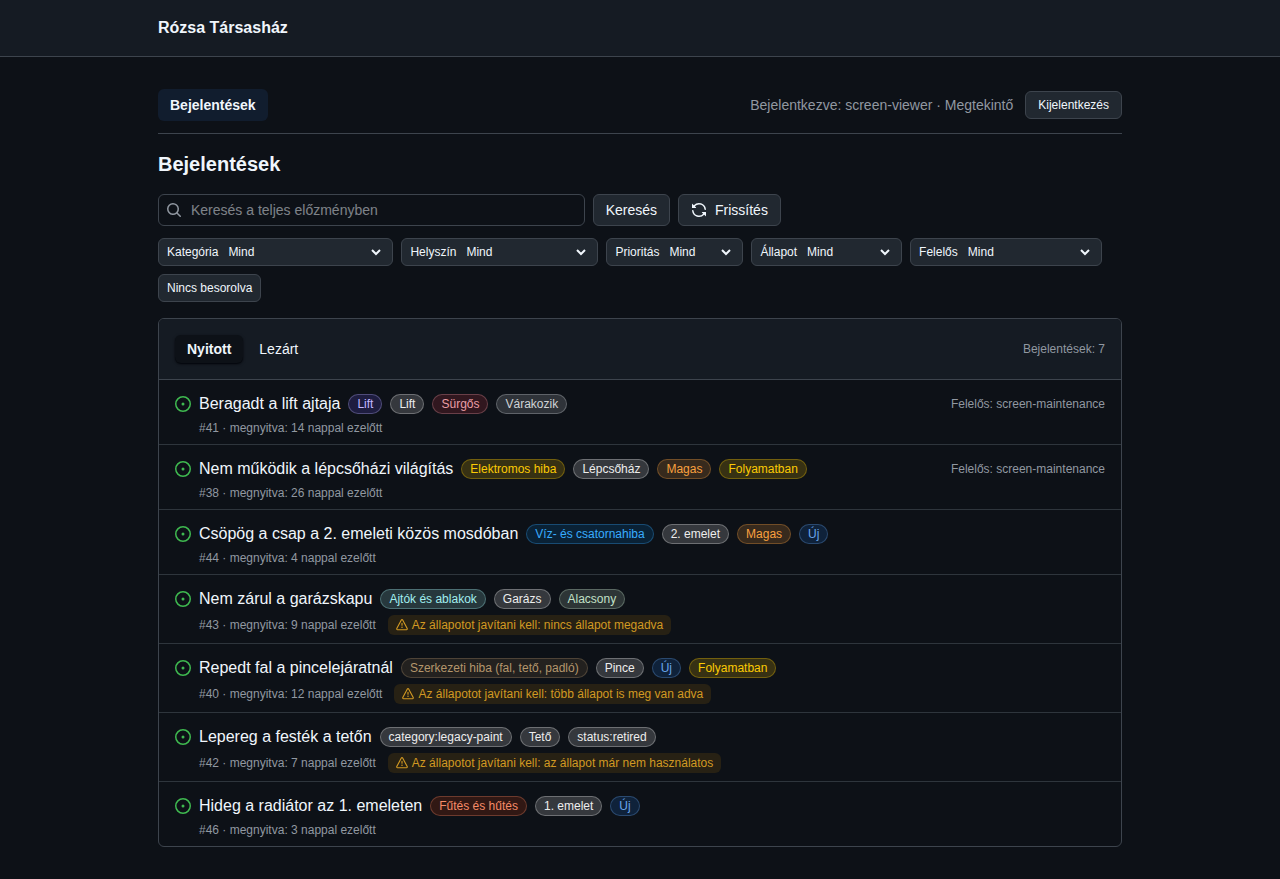 Rózsa Társasház
Bejelentések
Bejelentkezve: screen-viewer · Megtekintő
Kijelentkezés
Bejelentések
Keresés a teljes előzményben
Keresés
Frissítés
Kategória Mind
Helyszín Mind
Prioritás Mind
Állapot Mind
Felelős Mind
Nincs besorolva
Nyitott
Lezárt
Bejelentések: 7
Beragadt a lift ajtaja Lift Lift Sürgős Várakozik
Felelős: screen-maintenance
#41 · megnyitva: 14 nappal ezelőtt
Nem működik a lépcsőházi világítás Elektromos hiba Lépcsőház Magas Folyamatban
Felelős: screen-maintenance
#38 · megnyitva: 26 nappal ezelőtt
Csöpög a csap a 2. emeleti közös mosdóban Víz- és csatornahiba 2. emelet Magas Új
#44 · megnyitva: 4 nappal ezelőtt
Nem zárul a garázskapu Ajtók és ablakok Garázs Alacsony
#43 · megnyitva: 9 nappal ezelőtt Az állapotot javítani kell: nincs állapot megadva
Repedt fal a pincelejáratnál Szerkezeti hiba (fal, tető, padló) Pince Új Folyamatban
#40 · megnyitva: 12 nappal ezelőtt Az állapotot javítani kell: több állapot is meg van adva
Lepereg a festék a tetőn category:legacy-paint Tető status:retired
#42 · megnyitva: 7 nappal ezelőtt Az állapotot javítani kell: az állapot már nem használatos
Hideg a radiátor az 1. emeleten Fűtés és hűtés 1. emelet Új
#46 · megnyitva: 3 nappal ezelőtt